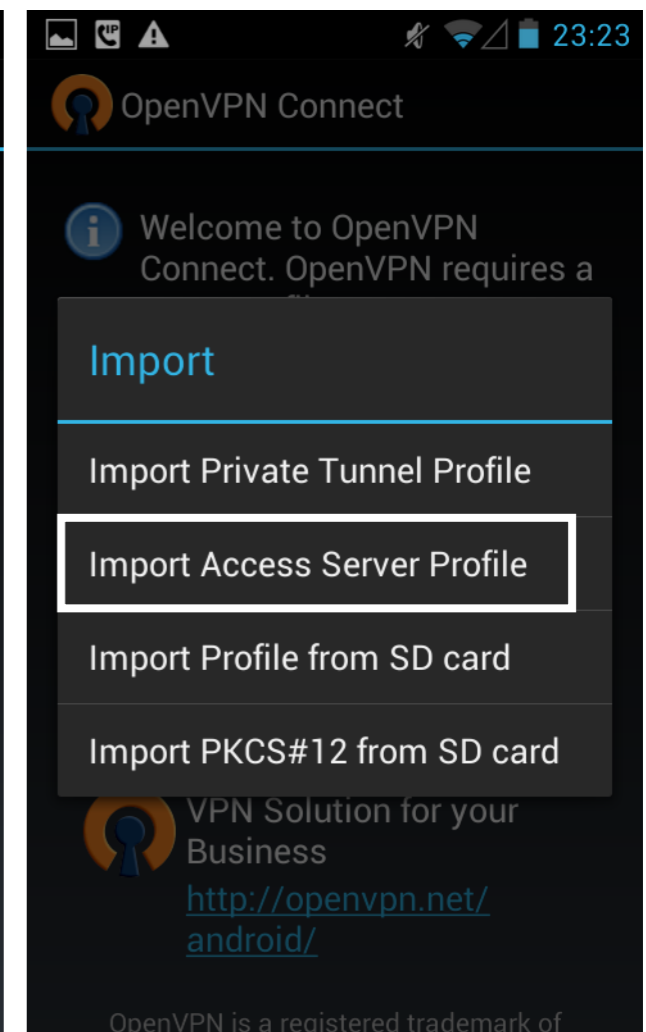 IP
23:23
OpenVPN Connect
Welcome to OpenVPN
Connect. OpenVPN requires a
Import
Import Private Tunnel Profile
Import Access Server Profile
Import Profile from SD card
Import PKCS#12 from SD card
VPN Solution for your
Business
http://openvpn.net/
android/
OpenVPN is a registered trademark of